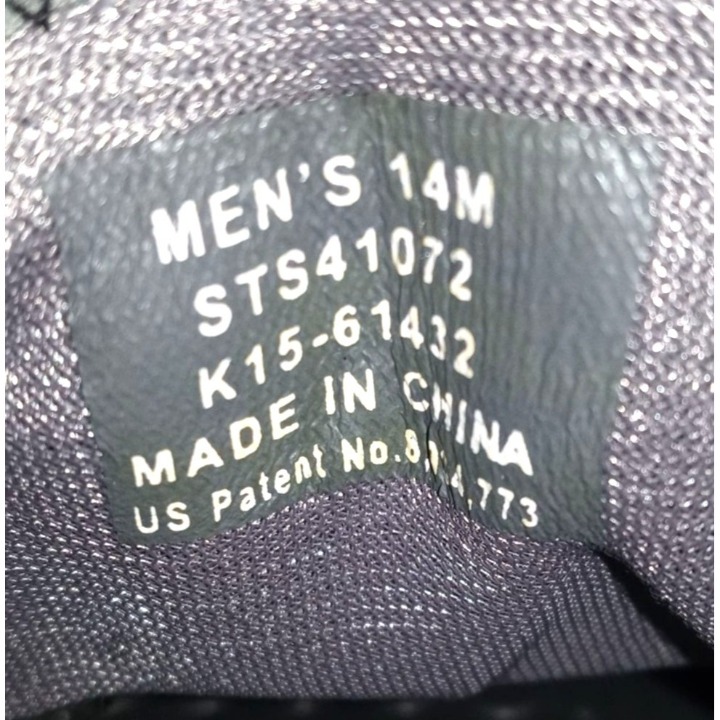 MEN'S 14M
STS41072
K15-61432
MADE IN CHINA
US Patent No.